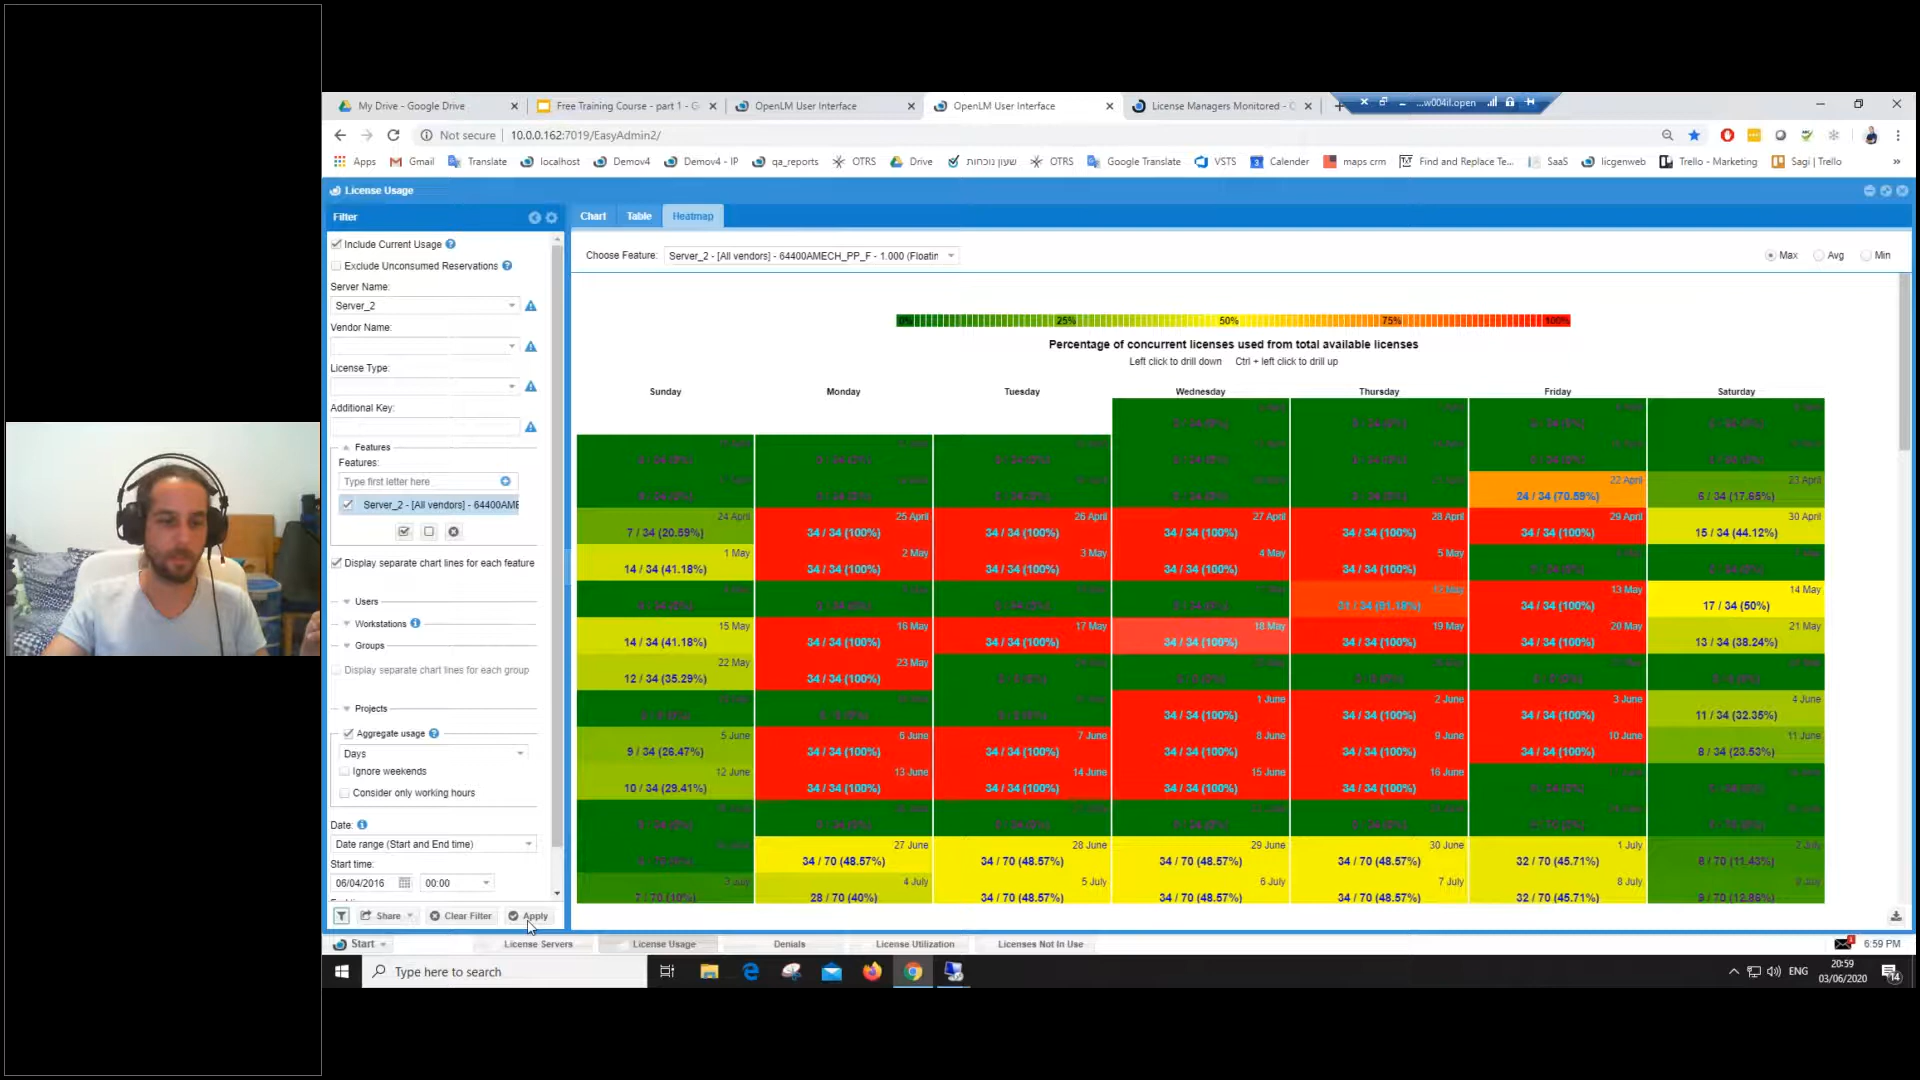 My Drive - Google Drive
Free Training Course - part 1 - G
OpenLM User Interface
OpenLM User Interface
License Managers Monitored - O
...w004il.open
Not secure
10.0.0.162:7019/EasyAdmin2/
Apps
Gmail
Translate
localhost
Demov4
Demov4 - IP
qa_reports
OTRS
Drive
שעון נוכחות
OTRS
Google Translate
VSTS
Calender
maps crm
Find and Replace Te...
SaaS
licgenweb
Trello - Marketing
Sagi | Trello
»
License Usage
Filter
Include Current Usage
Exclude Unconsumed Reservations
Server Name:
Server_2
Vendor Name:
License Type:
Additional Key:
Features
Features:
Type first letter here
Server_2 - [All vendors] - 64400AME
Display separate chart lines for each feature
Users
Workstations
Groups
Display separate chart lines for each group
Projects
Aggregate usage
Days
Ignore weekends
Consider only working hours
Date:
Date range (Start and End time)
Start time:
06/04/2016
00:00
Share
Clear Filter
Apply
Chart
Table
Heatmap
Choose Feature:
Server_2 - [All vendors] - 64400AMECH_PP_F - 1.000 (Floatin
Max
Avg
Min
0%
25%
50%
75%
100%
Percentage of concurrent licenses used from total available licenses
Left click to drill down Ctrl + left click to drill up
Sunday Monday Tuesday Wednesday Thursday Friday Saturday
22 April 23 April
24 / 34 (70.59%) 6 / 34 (17.65%)
24 April 25 April 26 April 27 April 28 April 29 April 30 April
7 / 34 (20.59%) 34 / 34 (100%) 34 / 34 (100%) 34 / 34 (100%) 34 / 34 (100%) 34 / 34 (100%) 15 / 34 (44.12%)
1 May 2 May 3 May 4 May 5 May
14 / 34 (41.18%) 34 / 34 (100%) 34 / 34 (100%) 34 / 34 (100%) 34 / 34 (100%)
12 May 13 May 14 May
31 / 34 (91.18%) 34 / 34 (100%) 17 / 34 (50%)
15 May 16 May 17 May 18 May 19 May 20 May 21 May
14 / 34 (41.18%) 34 / 34 (100%) 34 / 34 (100%) 34 / 34 (100%) 34 / 34 (100%) 34 / 34 (100%) 13 / 34 (38.24%)
22 May 23 May
12 / 34 (35.29%) 34 / 34 (100%)
1 June 2 June 3 June 4 June
34 / 34 (100%) 34 / 34 (100%) 34 / 34 (100%) 11 / 34 (32.35%)
5 June 6 June 7 June 8 June 9 June 10 June 11 June
9 / 34 (26.47%) 34 / 34 (100%) 34 / 34 (100%) 34 / 34 (100%) 34 / 34 (100%) 34 / 34 (100%) 8 / 34 (23.53%)
12 June 13 June 14 June 15 June 16 June
10 / 34 (29.41%) 34 / 34 (100%) 34 / 34 (100%) 34 / 34 (100%) 34 / 34 (100%)
27 June 28 June 29 June 30 June 1 July 2 July
34 / 70 (48.57%) 34 / 70 (48.57%) 34 / 70 (48.57%) 34 / 70 (48.57%) 32 / 70 (45.71%) 8 / 70 (11.43%)
3 July 4 July 5 July 6 July 7 July 8 July 9 July
7 / 70 (10%) 28 / 70 (40%) 34 / 70 (48.57%) 34 / 70 (48.57%) 34 / 70 (48.57%) 32 / 70 (45.71%) 9 / 70 (12.86%)
Start
License Servers
License Usage
Denials
License Utilization
Licenses Not In Use
6:59 PM
Type here to search
ENG
20:59
03/06/2020
14